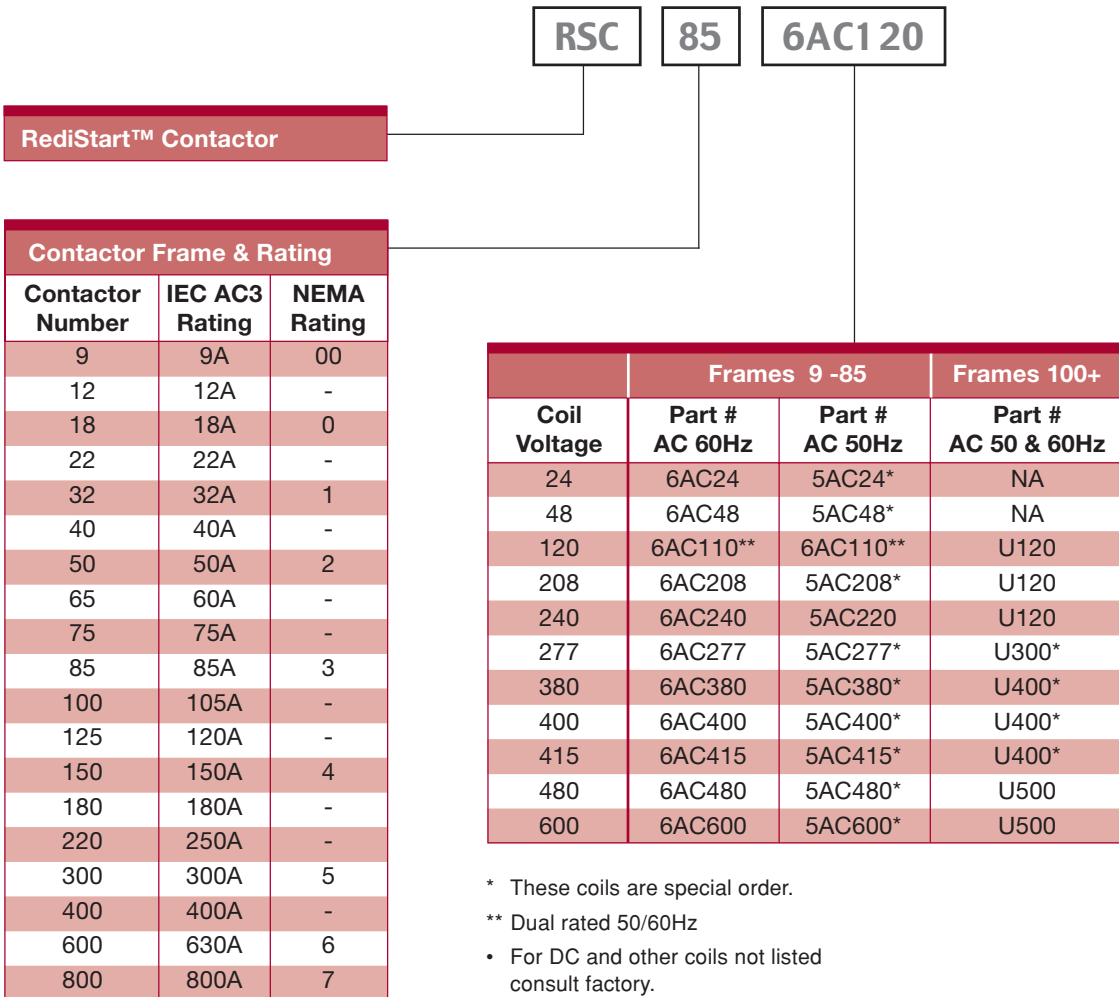 RSC 85 6AC120
RediStart™ Contactor
Contactor Frame & Rating
Contactor Number IEC AC3 Rating NEMA Rating
9 9A 00
12 12A -
18 18A 0
22 22A -
32 32A 1
40 40A -
50 50A 2
65 60A -
75 75A -
85 85A 3
100 105A -
125 120A -
150 150A 4
180 180A -
220 250A -
300 300A 5
400 400A -
600 630A 6
800 800A 7
Frames 9 -85 Frames 100+
Coil Voltage Part # AC 60Hz Part # AC 50Hz Part # AC 50 & 60Hz
24 6AC24 5AC24* NA
48 6AC48 5AC48* NA
120 6AC110** 6AC110** U120
208 6AC208 5AC208* U120
240 6AC240 5AC220 U120
277 6AC277 5AC277* U300*
380 6AC380 5AC380* U400*
400 6AC400 5AC400* U400*
415 6AC415 5AC415* U400*
480 6AC480 5AC480* U500
600 6AC600 5AC600* U500
* These coils are special order.
** Dual rated 50/60Hz
• For DC and other coils not listed
consult factory.